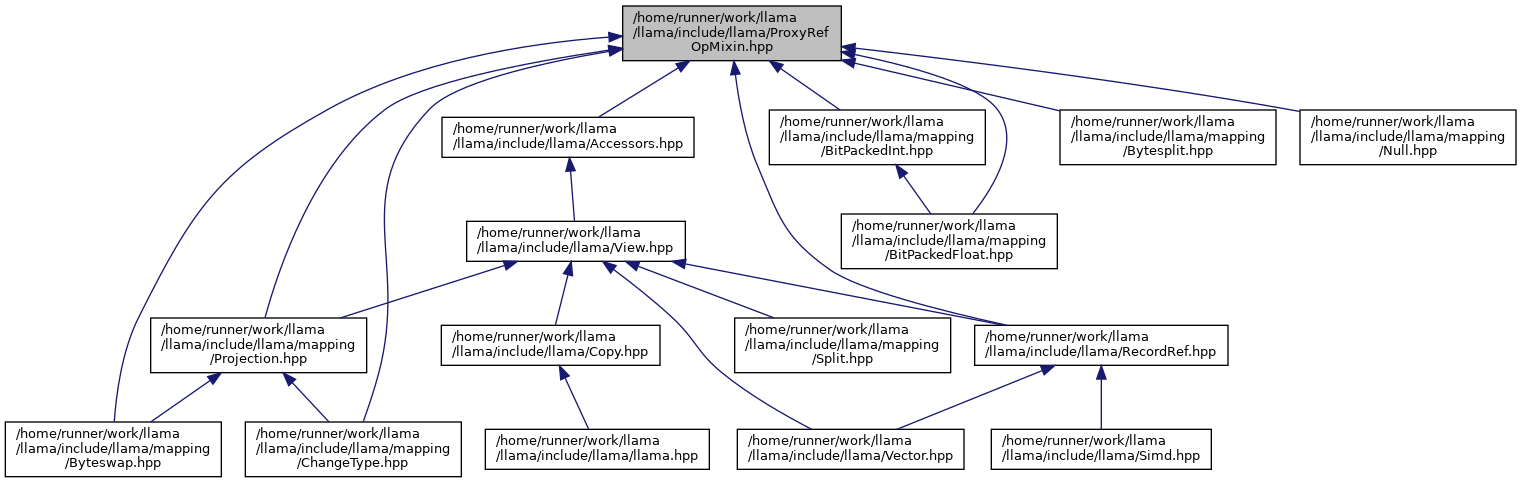 /home/runner/work/llama
/llama/include/llama/ProxyRef
OpMixin.hpp
/home/runner/work/llama
/llama/include/llama/Accessors.hpp
/home/runner/work/llama
/llama/include/llama/mapping
/BitPackedInt.hpp
/home/runner/work/llama
/llama/include/llama/mapping
/Bytesplit.hpp
/home/runner/work/llama
/llama/include/llama/mapping
/Null.hpp
/home/runner/work/llama
/llama/include/llama/View.hpp
/home/runner/work/llama
/llama/include/llama/mapping
/BitPackedFloat.hpp
/home/runner/work/llama
/llama/include/llama/mapping
/Projection.hpp
/home/runner/work/llama
/llama/include/llama/Copy.hpp
/home/runner/work/llama
/llama/include/llama/mapping
/Split.hpp
/home/runner/work/llama
/llama/include/llama/RecordRef.hpp
/home/runner/work/llama
/llama/include/llama/mapping
/Byteswap.hpp
/home/runner/work/llama
/llama/include/llama/mapping
/ChangeType.hpp
/home/runner/work/llama
/llama/include/llama/llama.hpp
/home/runner/work/llama
/llama/include/llama/Vector.hpp
/home/runner/work/llama
/llama/include/llama/Simd.hpp